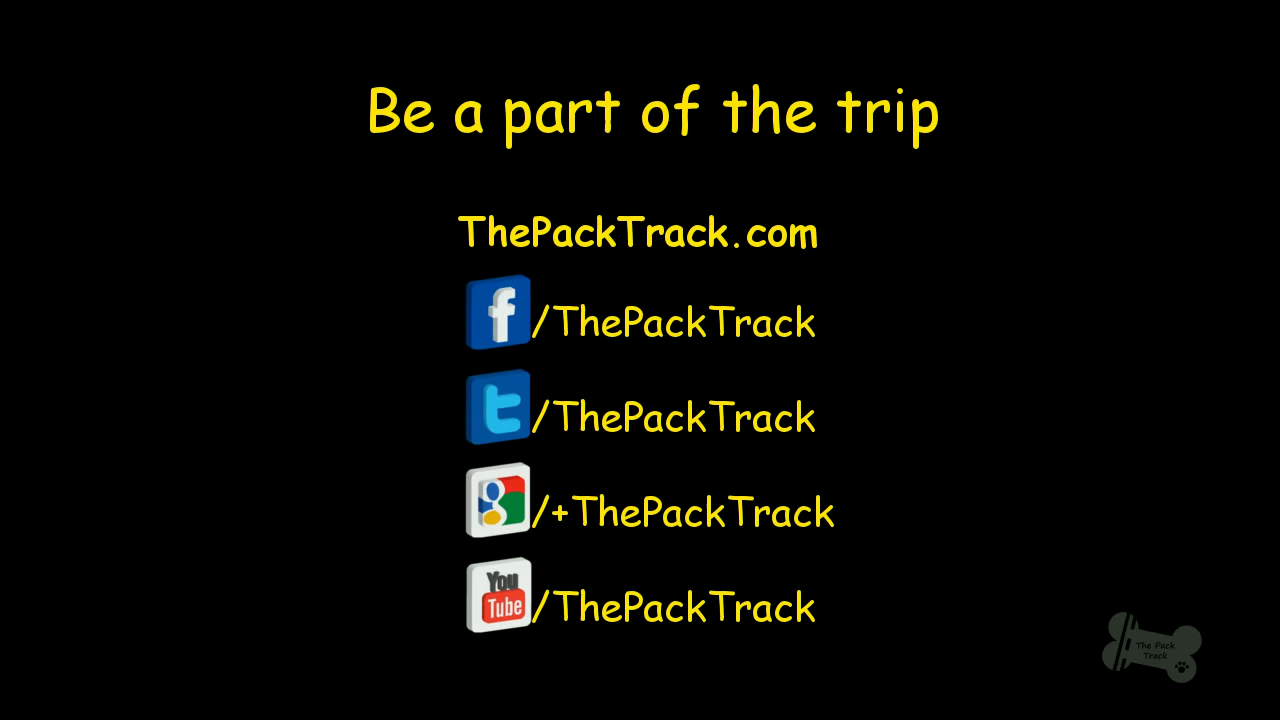 Be a part of the trip
ThePackTrack.com
f/ThePackTrack
t/ThePackTrack
g/+ThePackTrack
You
Tube/ThePackTrack
The Pack
Track